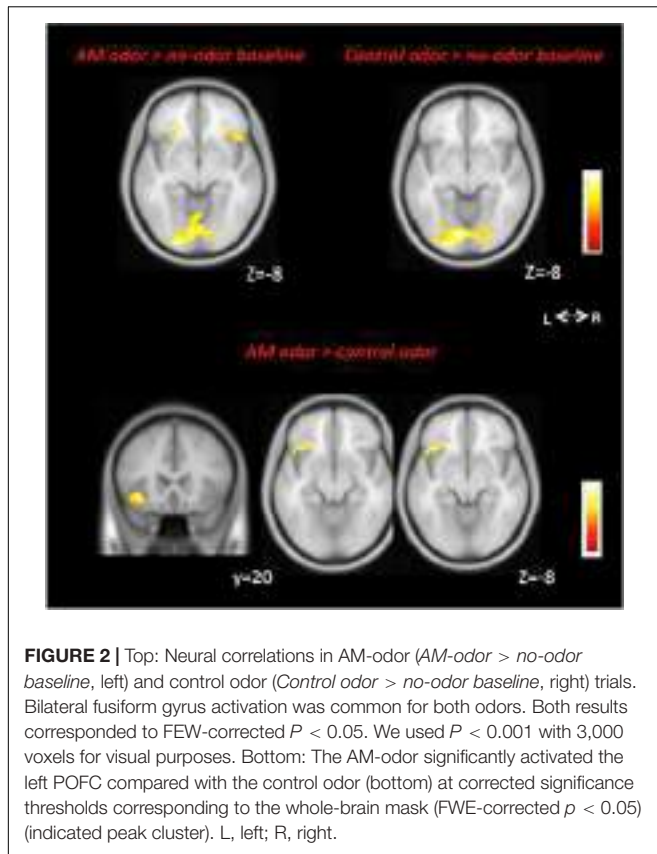 AM odor > no-odor baseline
Control odor > no-odor baseline
Z=-8
Z=-8
L <-> R
AM odor > control odor
y=20
Z=-8
FIGURE 2 | Top: Neural correlations in AM-odor (AM-odor > no-odor
baseline, left) and control odor (Control odor > no-odor baseline, right) trials.
Bilateral fusiform gyrus activation was common for both odors. Both results
corresponded to FEW-corrected P < 0.05. We used P < 0.001 with 3,000
voxels for visual purposes. Bottom: The AM-odor significantly activated the
left POFC compared with the control odor (bottom) at corrected significance
thresholds corresponding to the whole-brain mask (FWE-corrected p < 0.05)
(indicated peak cluster). L, left; R, right.